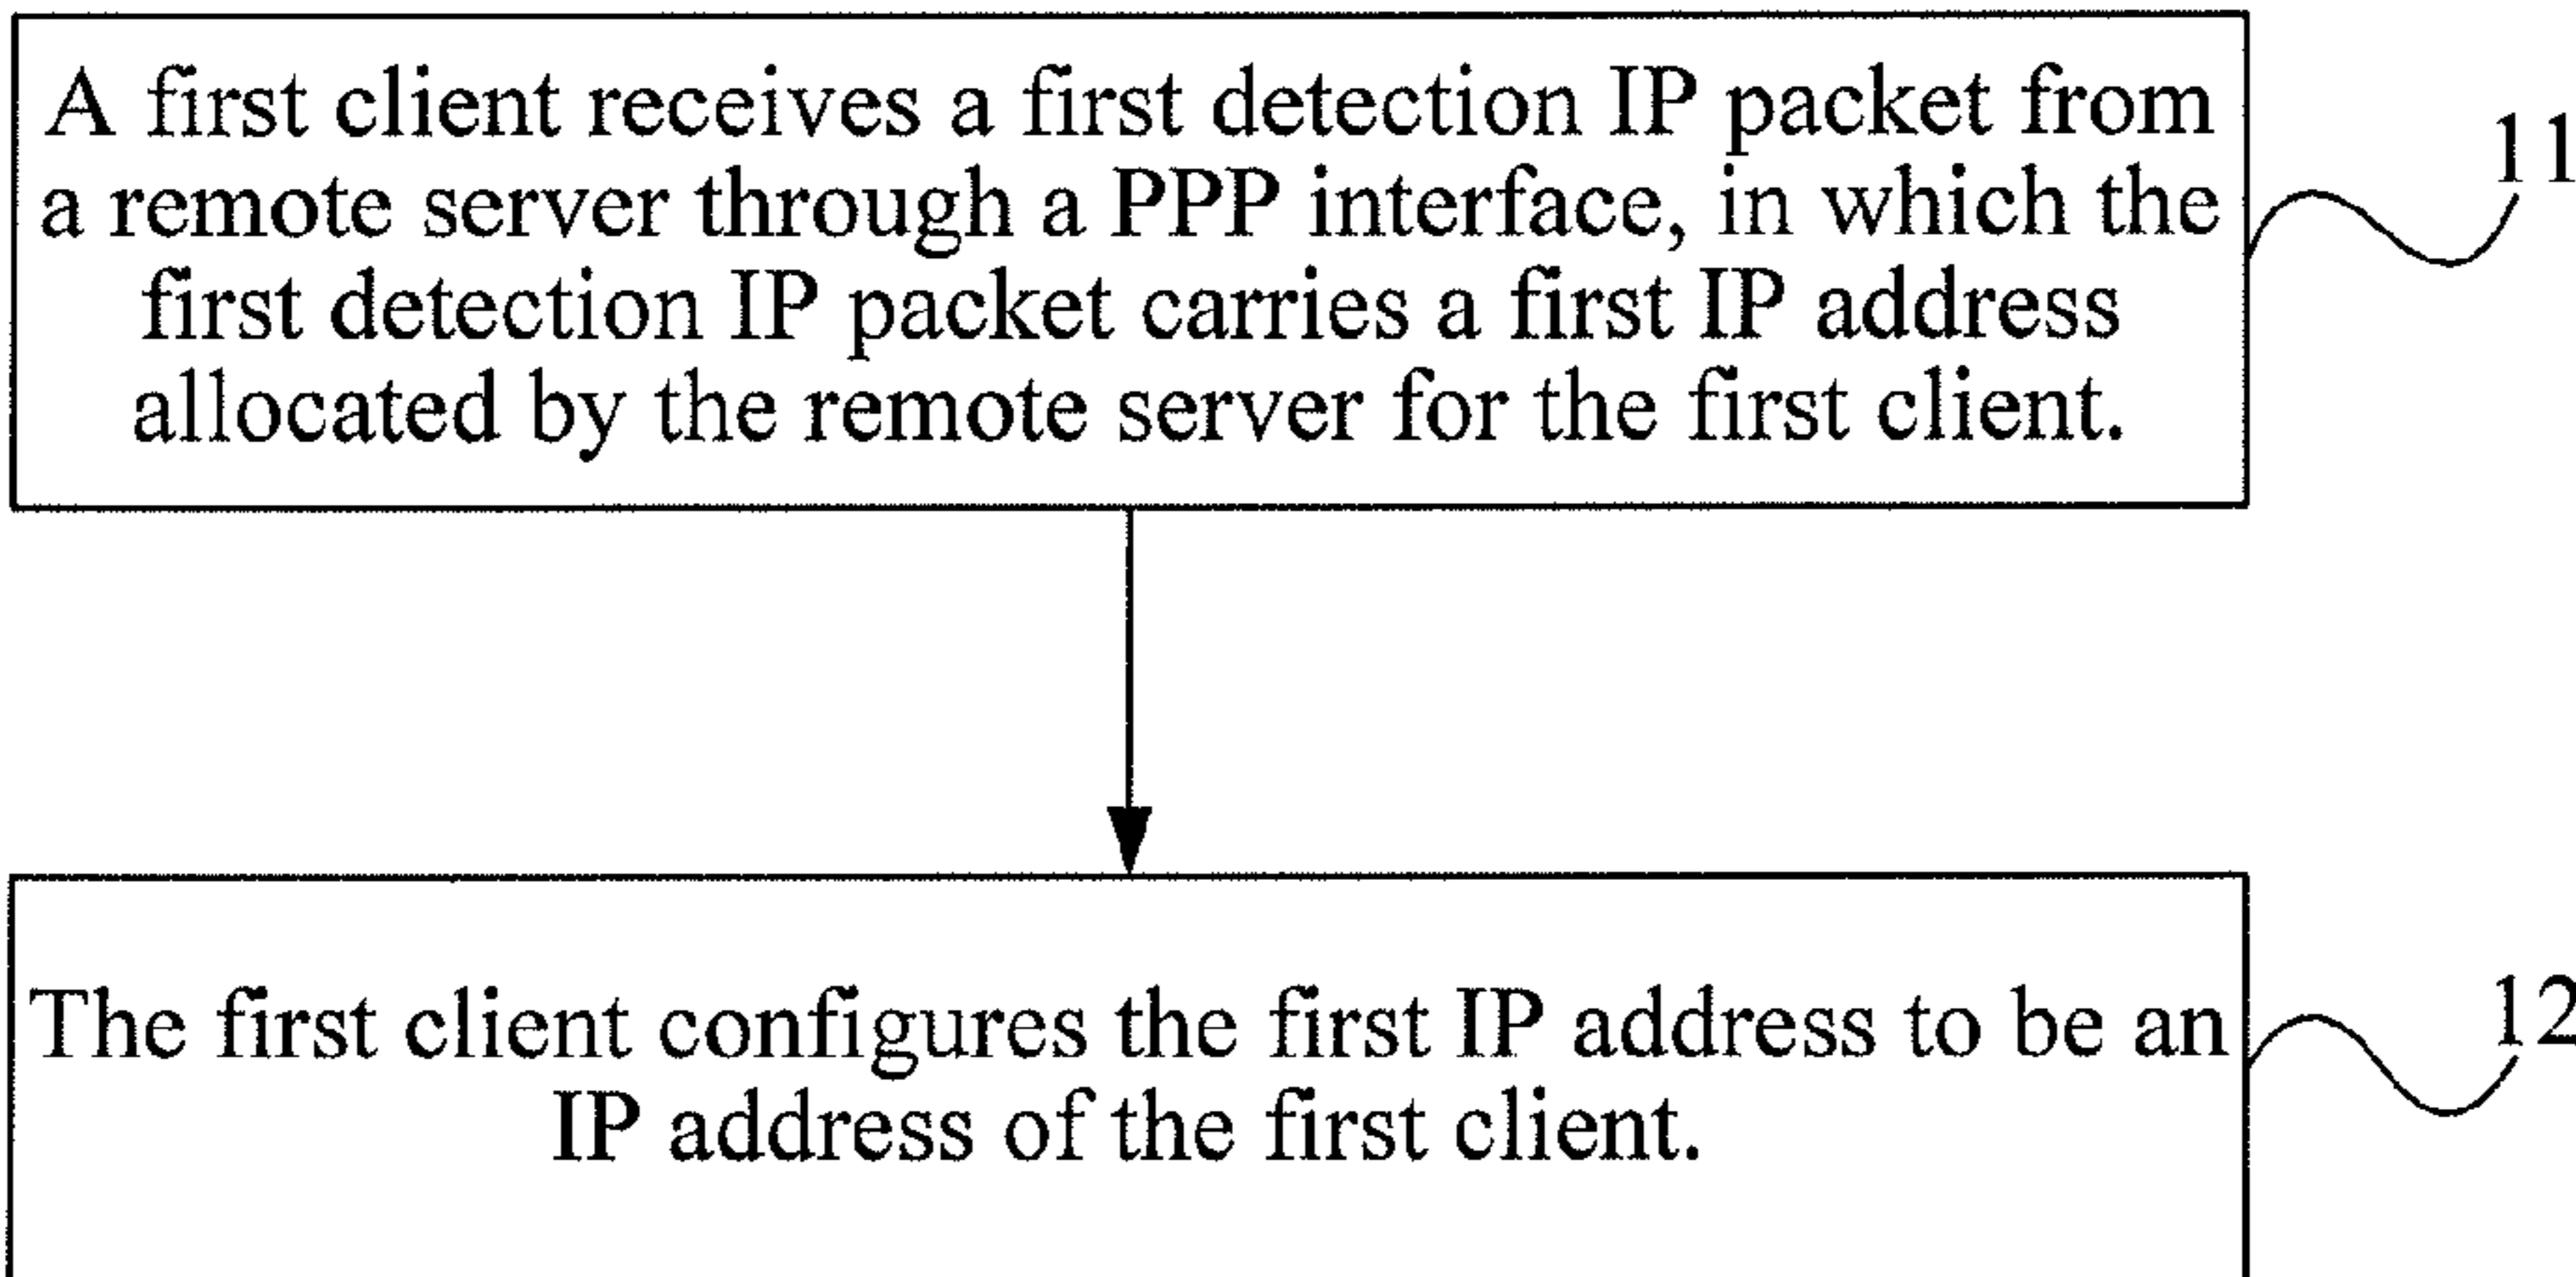 A first client receives a first detection IP packet from
a remote server through a PPP interface, in which the
first detection IP packet carries a first IP address
allocated by the remote server for the first client.
11
The first client configures the first IP address to be an
IP address of the first client.
12